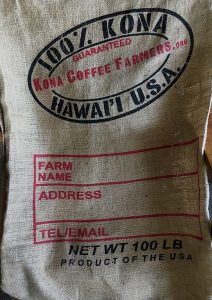 100% KONA
GUARANTEED
KONA COFFEE FARMERS.ORG
HAWAI'I U.S.A.
FARM
NAME
ADDRESS
TEL/EMAIL
NET WT 100 LB
PRODUCT OF THE USA